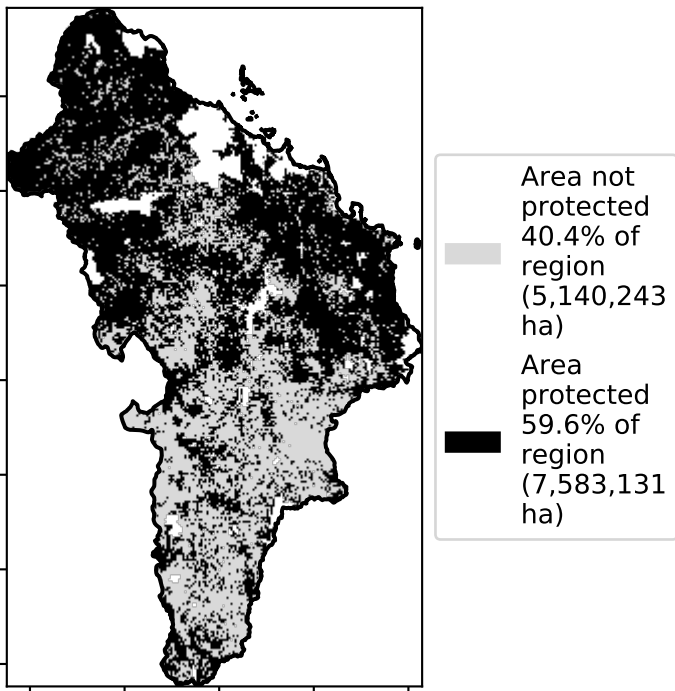 Area not
protected
40.4% of
region
(5,140,243
ha)
Area
protected
59.6% of
region
(7,583,131
ha)